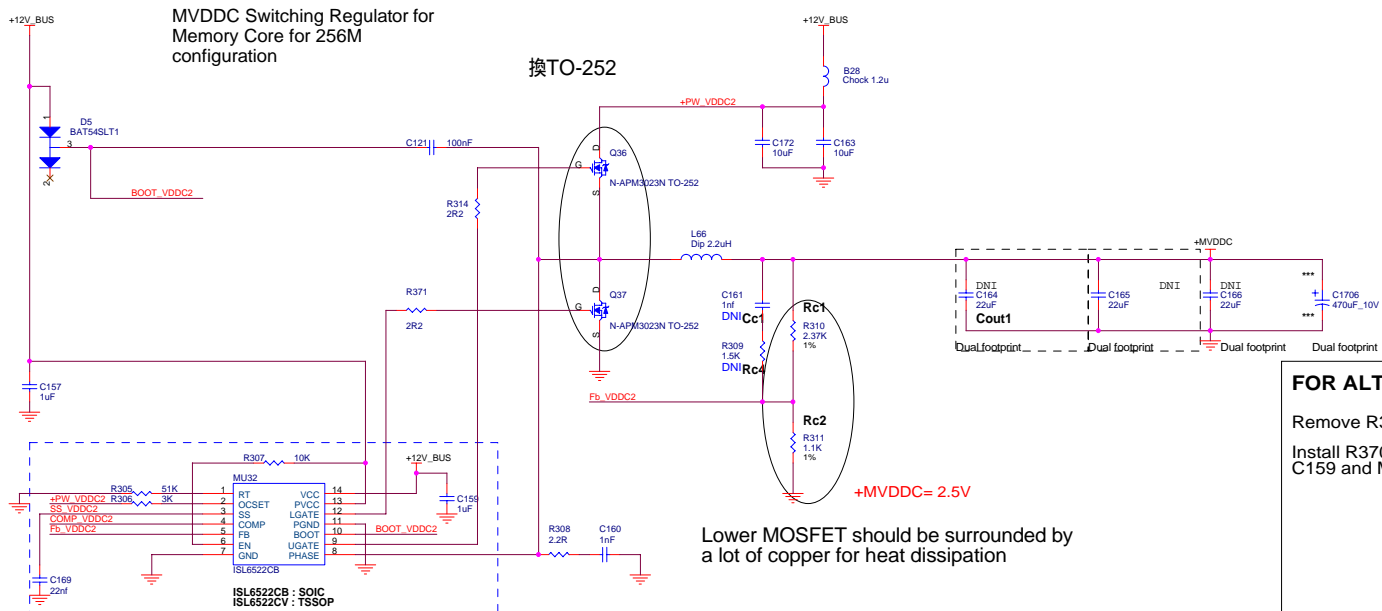 +12V_BUS
MVDDC Switching Regulator for
Memory Core for 256M
configuration
換TO-252
+12V_BUS
B28
Chock 1.2u
+PW_VDDC2
C172
10uF
C163
10uF
D5
BAT54SLT1
1
3
2
BOOT_VDDC2
C121
100nF
D
Q36
G
N-APM3023N TO-252
S
R314
2R2
L66
Dip 2.2uH
R371
2R2
D
Q37
G
N-APM3023N TO-252
S
C161
1nf
DNI
Cc1
Rc1
R310
2.37K
1%
R309
1.5K
DNI
Rc4
Fb_VDDC2
Rc2
R311
1.1K
1%
+MVDDC= 2.5V
+MVDDC
DNI
C164
22uF
Cout1
Dual footprint
DNI
C165
22uF
Dual footprint
DNI
C166
22uF
Dual footprint
***
+
C1706
470uF_10V
***
Dual footprint
FOR ALT
Remove R3
Install R370
C159 and M
C157
1uF
R307
10K
+12V_BUS
C159
1uF
MU32
R305
51K
+PW_VDDC2
R306
3K
SS_VDDC2
COMP_VDDC2
Fb_VDDC2
1
RT
VCC
14
2
OCSET
PVCC
13
3
SS
LGATE
12
4
COMP
PGND
11
5
FB
BOOT
10
6
EN
UGATE
9
7
GND
PHASE
8
ISL6522CB
BOOT_VDDC2
C169
22nf
ISL6522CB : SOIC
ISL6522CV : TSSOP
R308
2.2R
C160
1nF
Lower MOSFET should be surrounded by
a lot of copper for heat dissipation